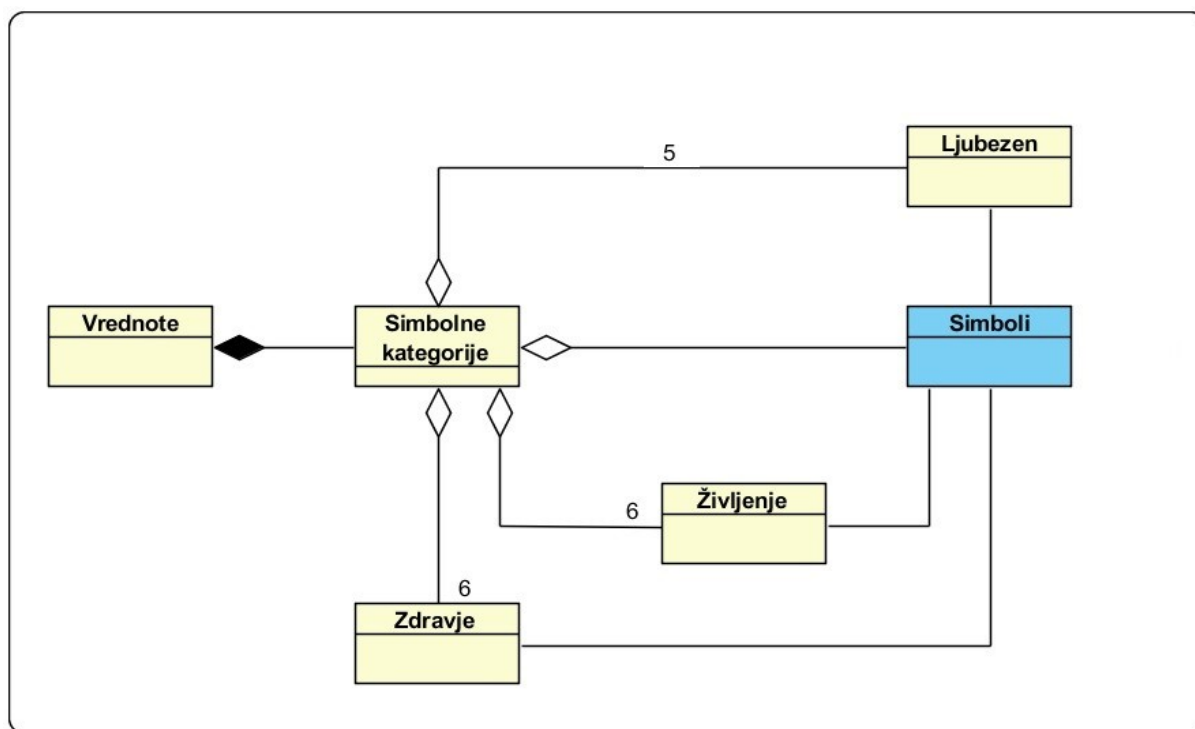 5
Ljubezen
Vrednote
Simbolne
kategorije
Simboli
6
Življenje
6
Zdravje